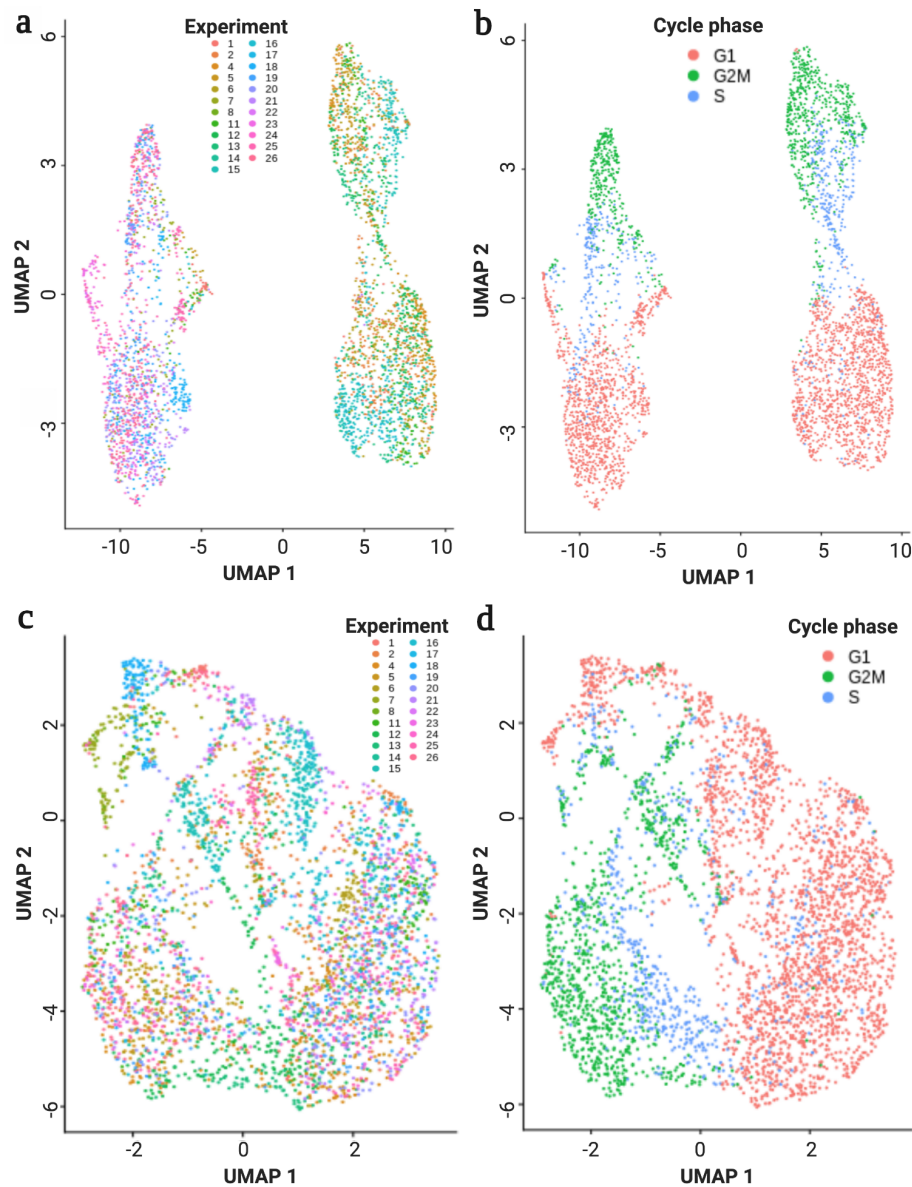 a
Experiment
1 16
2 17
4 18
5 19
6 20
7 21
8 22
11 23
12 24
13 25
14 26
15
6
3
0
-3
UMAP 2
-10 -5 0 5 10
UMAP 1
b
Cycle phase
G1
G2M
S
6
3
0
-3
UMAP 2
-10 -5 0 5 10
UMAP 1
c
Experiment
1 16
2 17
4 18
5 19
6 20
7 21
8 22
11 23
12 24
13 25
14 26
15
2
0
-2
-4
-6
UMAP 2
-2 0 2
UMAP 1
d
Cycle phase
G1
G2M
S
2
0
-2
-4
-6
UMAP 2
-2 0 2
UMAP 1